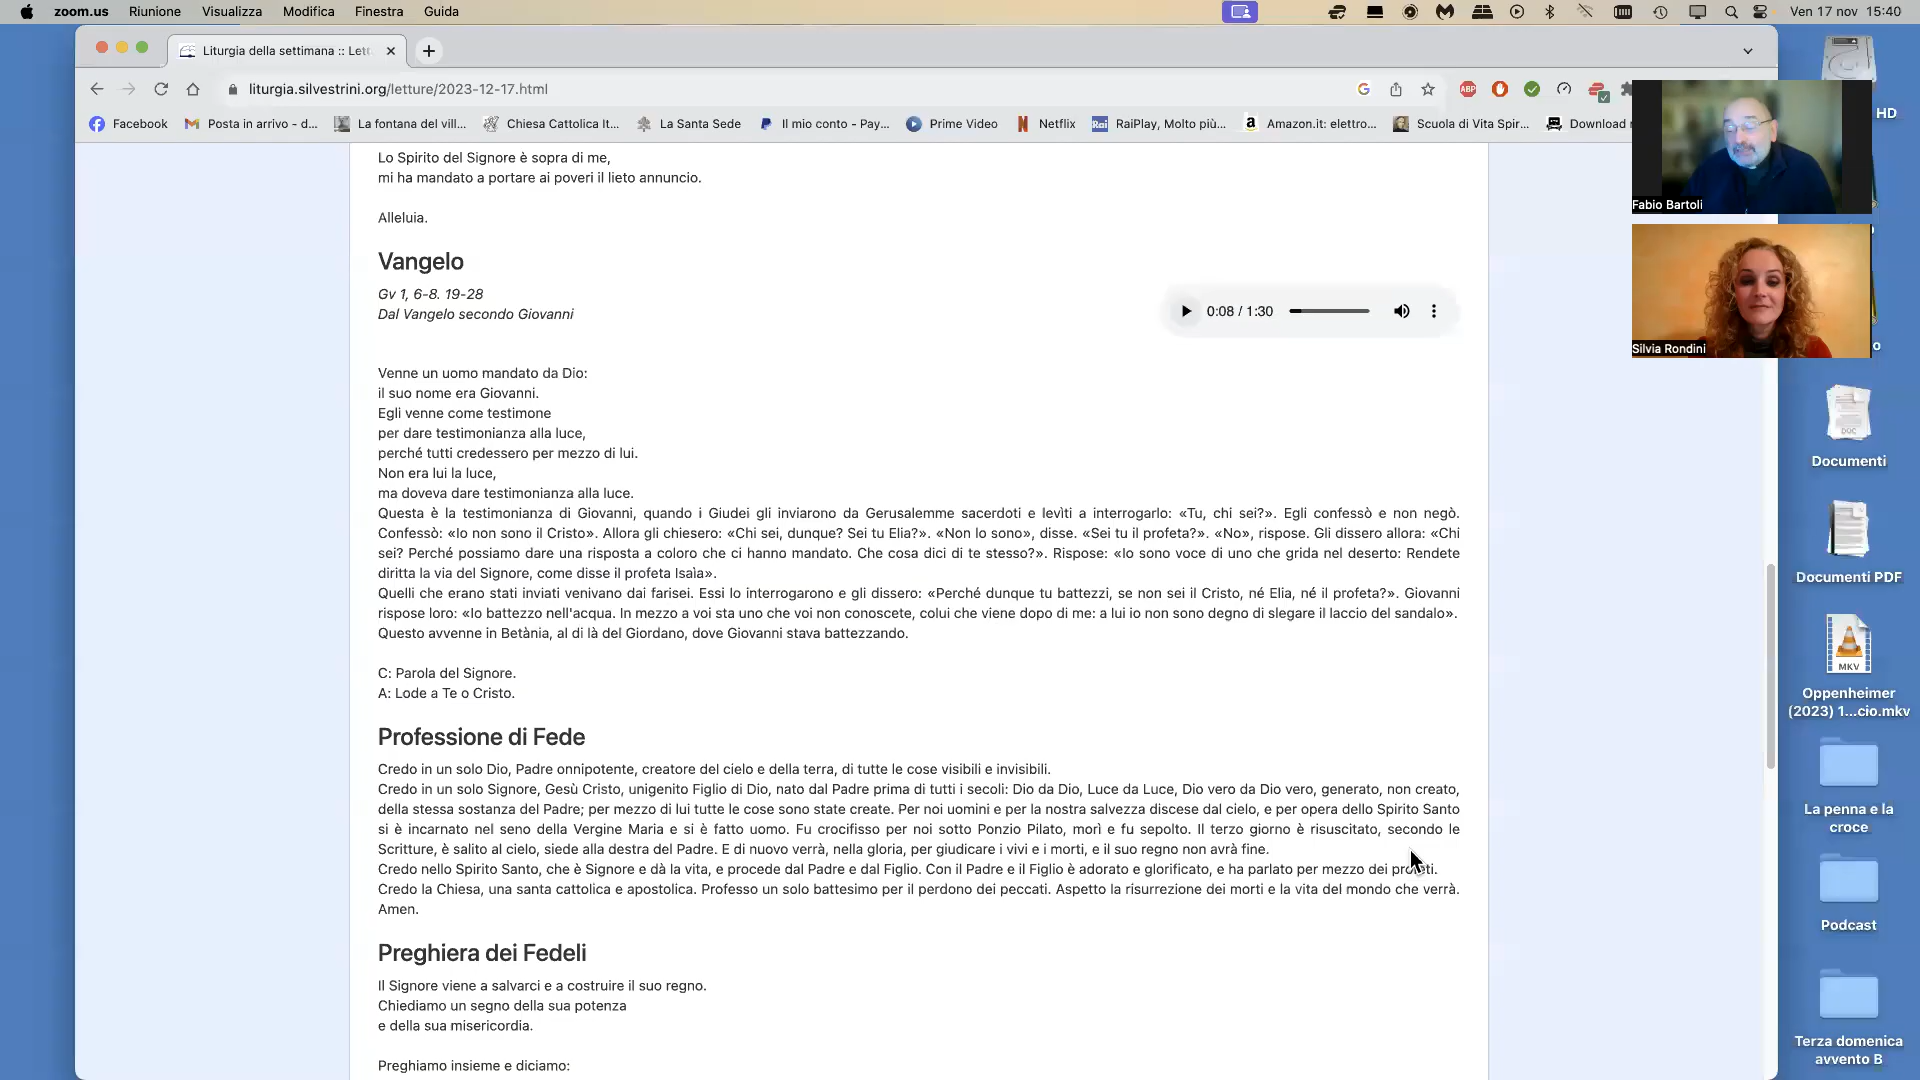 zoom.us Riunione Visualizza Modifica Finestra Guida Ven 17 nov 15:40
Liturgia della settimana :: Lett
liturgia.silvestrini.org/letture/2023-12-17.html
Facebook Posta in arrivo - d... La fontana del vill... Chiesa Cattolica It... La Santa Sede Il mio conto - Pay... Prime Video Netflix RaiPlay, Molto più... Amazon.it: elettro... Scuola di Vita Spir... Download
HD
Fabio Bartoli
Silvia Rondini
Lo Spirito del Signore è sopra di me,
mi ha mandato a portare ai poveri il lieto annuncio.
Alleluia.
Vangelo
Gv 1, 6-8. 19-28
Dal Vangelo secondo Giovanni
0:08 / 1:30
Venne un uomo mandato da Dio:
il suo nome era Giovanni.
Egli venne come testimone
per dare testimonianza alla luce,
perché tutti credessero per mezzo di lui.
Non era lui la luce,
ma doveva dare testimonianza alla luce.
Questa è la testimonianza di Giovanni, quando i Giudei gli inviarono da Gerusalemme sacerdoti e levìti a interrogarlo: «Tu, chi sei?». Egli confessò e non negò.
Confessò: «Io non sono il Cristo». Allora gli chiesero: «Chi sei, dunque? Sei tu Elia?». «Non lo sono», disse. «Sei tu il profeta?». «No», rispose. Gli dissero allora: «Chi
sei? Perché possiamo dare una risposta a coloro che ci hanno mandato. Che cosa dici di te stesso?». Rispose: «Io sono voce di uno che grida nel deserto: Rendete
diritta la via del Signore, come disse il profeta Isaìa».
Quelli che erano stati inviati venivano dai farisei. Essi lo interrogarono e gli dissero: «Perché dunque tu battezzi, se non sei il Cristo, né Elia, né il profeta?». Giovanni
rispose loro: «Io battezzo nell'acqua. In mezzo a voi sta uno che voi non conoscete, colui che viene dopo di me: a lui io non sono degno di slegare il laccio del sandalo».
Questo avvenne in Betània, al di là del Giordano, dove Giovanni stava battezzando.
C: Parola del Signore.
A: Lode a Te o Cristo.
Professione di Fede
Credo in un solo Dio, Padre onnipotente, creatore del cielo e della terra, di tutte le cose visibili e invisibili.
Credo in un solo Signore, Gesù Cristo, unigenito Figlio di Dio, nato dal Padre prima di tutti i secoli: Dio da Dio, Luce da Luce, Dio vero da Dio vero, generato, non creato,
della stessa sostanza del Padre; per mezzo di lui tutte le cose sono state create. Per noi uomini e per la nostra salvezza discese dal cielo, e per opera dello Spirito Santo
si è incarnato nel seno della Vergine Maria e si è fatto uomo. Fu crocifisso per noi sotto Ponzio Pilato, morì e fu sepolto. Il terzo giorno è risuscitato, secondo le
Scritture, è salito al cielo, siede alla destra del Padre. E di nuovo verrà, nella gloria, per giudicare i vivi e i morti, e il suo regno non avrà fine.
Credo nello Spirito Santo, che è Signore e dà la vita, e procede dal Padre e dal Figlio. Con il Padre e il Figlio è adorato e glorificato, e ha parlato per mezzo dei profeti.
Credo la Chiesa, una santa cattolica e apostolica. Professo un solo battesimo per il perdono dei peccati. Aspetto la risurrezione dei morti e la vita del mondo che verrà.
Amen.
Preghiera dei Fedeli
Il Signore viene a salvarci e a costruire il suo regno.
Chiediamo un segno della sua potenza
e della sua misericordia.
Preghiamo insieme e diciamo:
DOC
Documenti
Documenti PDF
MKV
Oppenheimer
(2023) 1...cio.mkv
La penna e la
croce
Podcast
Terza domenica
avvento B